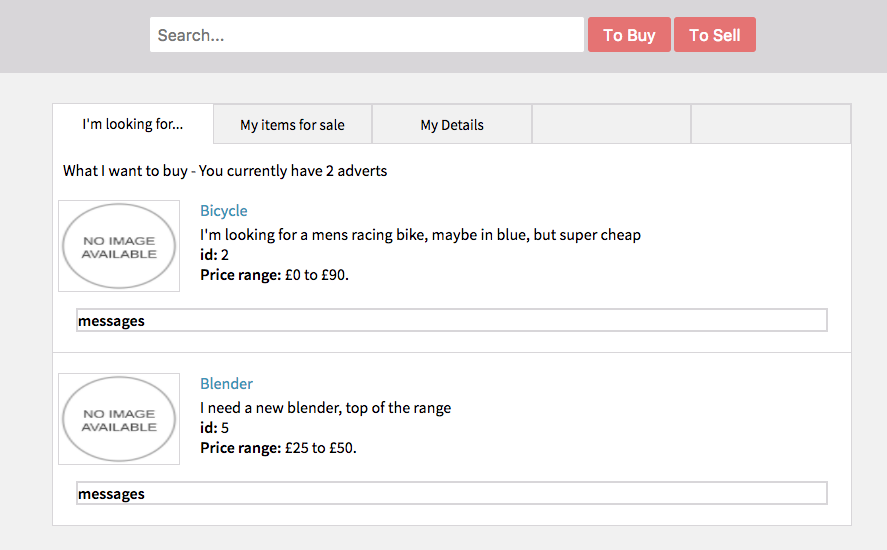 Search...
To Buy
To Sell
I'm looking for...
My items for sale
My Details
What I want to buy - You currently have 2 adverts
NO IMAGE
AVAILABLE
Bicycle
I'm looking for a mens racing bike, maybe in blue, but super cheap
id: 2
Price range: £0 to £90.
messages
NO IMAGE
AVAILABLE
Blender
I need a new blender, top of the range
id: 5
Price range: £25 to £50.
messages